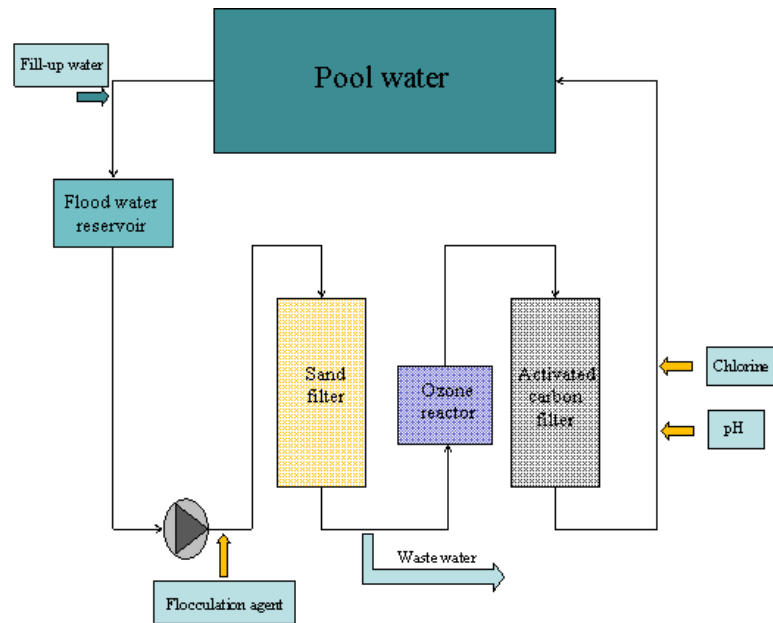 Pool water
Fill-up water
Flood water
reservoir
Sand
filter
Ozone
reactor
Activated
carbon
filter
Chlorine
pH
Waste water
Flocculation agent